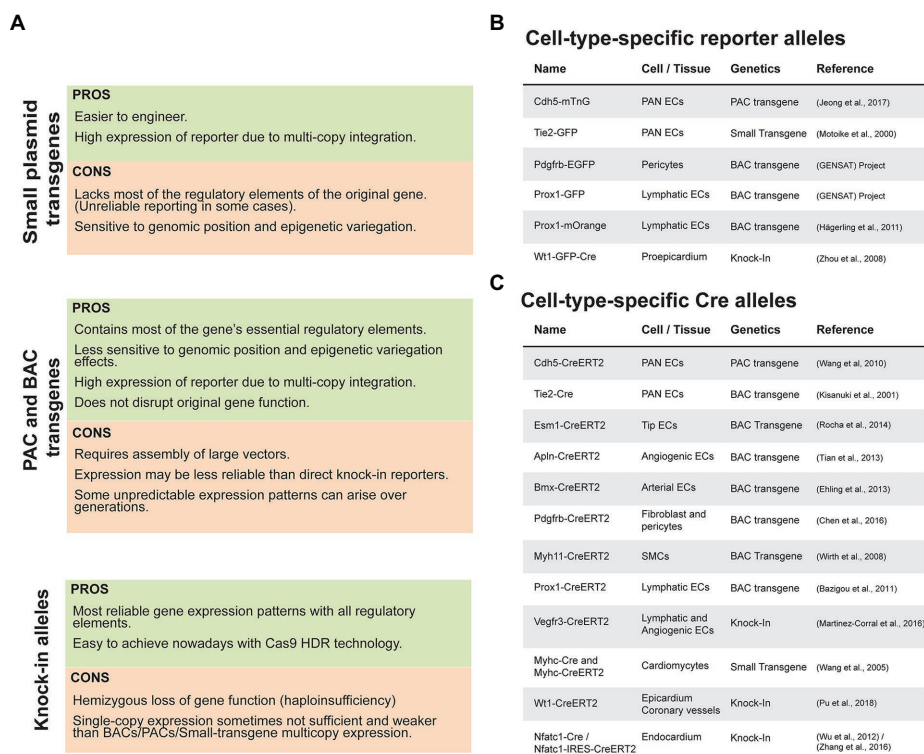 A
Small plasmid
transgenes
PROS
Easier to engineer.
High expression of reporter due to multi-copy integration.
CONS
Lacks most of the regulatory elements of the original gene.
(Unreliable reporting in some cases).
Sensitive to genomic position and epigenetic variegation.
PAC and BAC
transgenes
PROS
Contains most of the gene's essential regulatory elements.
Less sensitive to genomic position and epigenetic variegation
effects.
High expression of reporter due to multi-copy integration.
Does not disrupt original gene function.
CONS
Requires assembly of large vectors.
Expression may be less reliable than direct knock-in reporters.
Some unpredictable expression patterns can arise over
generations.
Knock-in alleles
PROS
Most reliable gene expression patterns with all regulatory
elements.
Easy to achieve nowadays with Cas9 HDR technology.
CONS
Hemizygous loss of gene function (haploinsufficiency)
Single-copy expression sometimes not sufficient and weaker
than BACs/PACs/Small-transgene multicopy expression.
B
Cell-type-specific reporter alleles
Name Cell / Tissue Genetics Reference
Cdh5-mTnG PAN ECs PAC transgene (Jeong et al., 2017)
Tie2-GFP PAN ECs Small Transgene (Motoike et al., 2000)
Pdgfrb-EGFP Pericytes BAC transgene (GENSAT) Project
Prox1-GFP Lymphatic ECs BAC transgene (GENSAT) Project
Prox1-mOrange Lymphatic ECs BAC transgene (Hägerling et al., 2011)
Wt1-GFP-Cre Proepicardium Knock-In (Zhou et al., 2008)
C
Cell-type-specific Cre alleles
Name Cell / Tissue Genetics Reference
Cdh5-CreERT2 PAN ECs PAC transgene (Wang et al, 2010)
Tie2-Cre PAN ECs BAC transgene (Kisanuki et al., 2001)
Esm1-CreERT2 Tip ECs BAC Transgene (Rocha et al., 2014)
Apln-CreERT2 Angiogenic ECs BAC Transgene (Tian et al., 2013)
Bmx-CreERT2 Arterial ECs BAC transgene (Ehling et al., 2013)
Pdgfrb-CreERT2 Fibroblast and
pericytes BAC transgene (Chen et al., 2016)
Myh11-CreERT2 SMCs BAC Transgene (Wirth et al., 2008)
Prox1-CreERT2 Lymphatic ECs BAC transgene (Bazigou et al., 2011)
Vegfr3-CreERT2 Lymphatic and
Angiogenic ECs Knock-In (Martinez-Corral et al., 2016)
Myhc-Cre and
Myhc-CreERT2 Cardiomycytes Small Transgene (Wang et al., 2005)
Wt1-CreERT2 Epicardium
Coronary vessels Knock-In (Pu et al., 2018)
Nfatc1-Cre /
Nfatc1-IRES-CreERT2 Endocardium Knock-In (Wu et al., 2012) /
(Zhang et al., 2016)